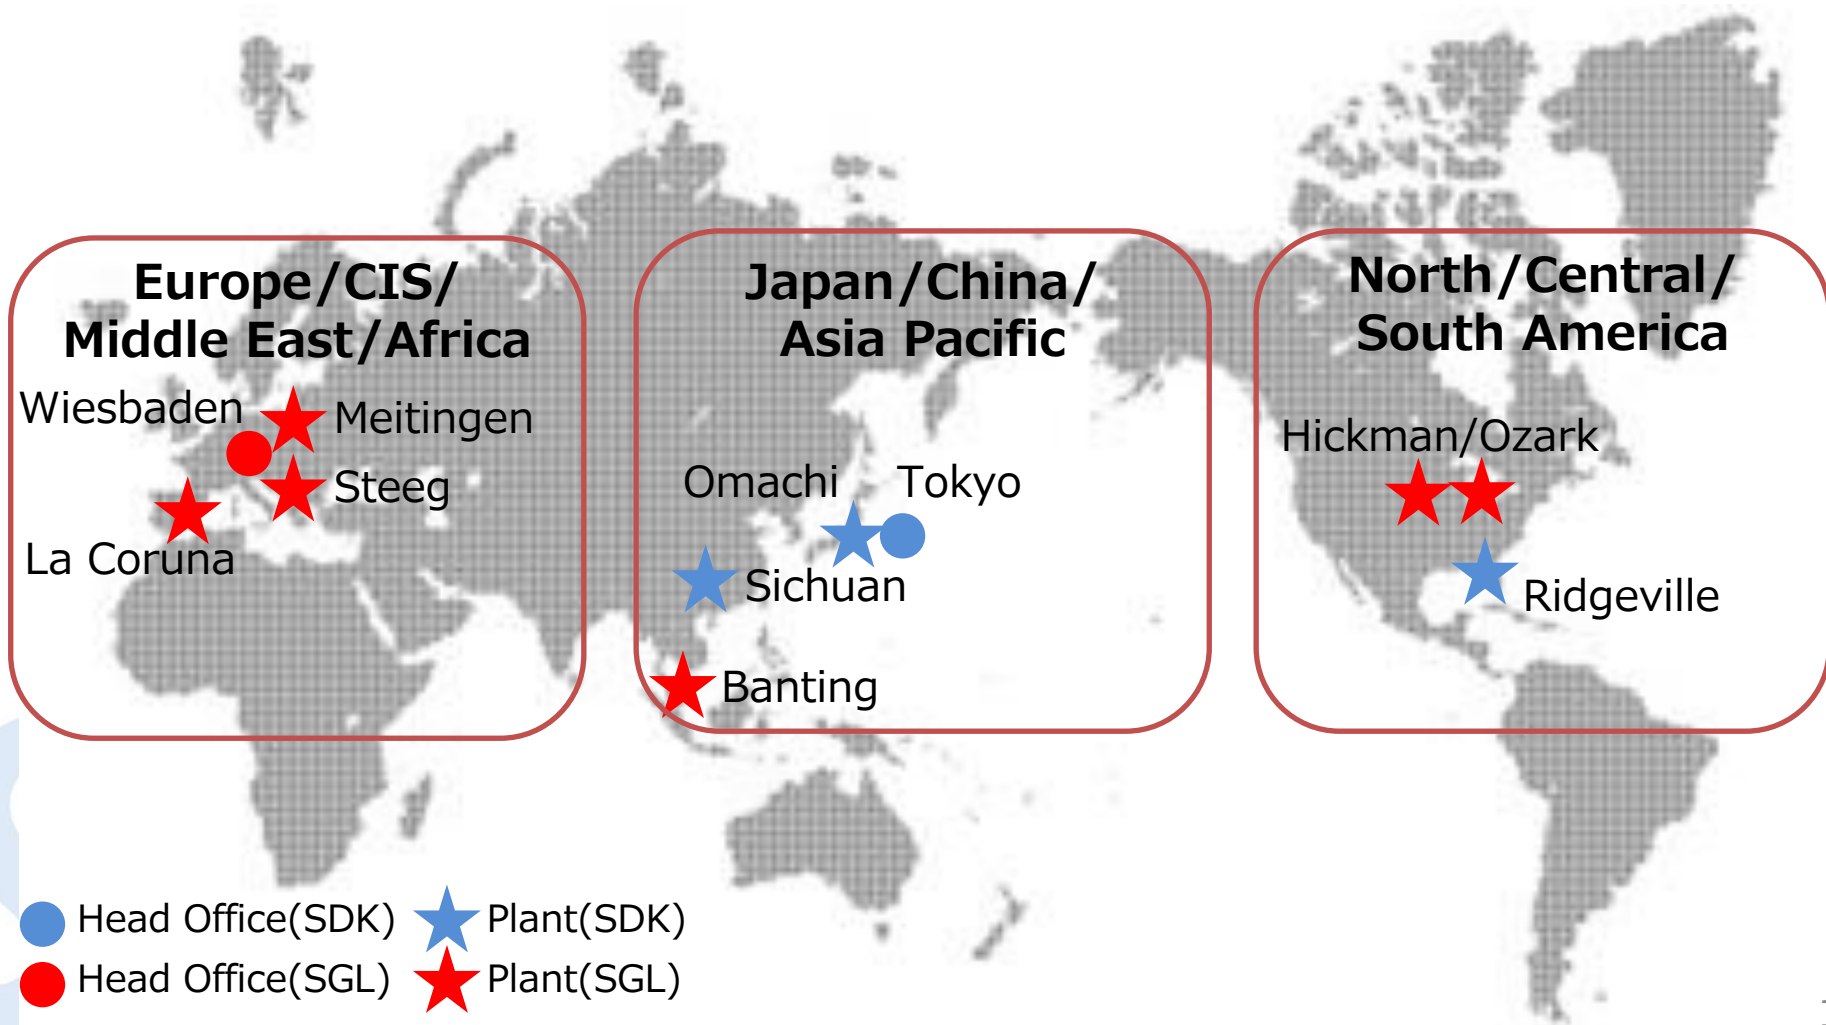 Europe/CIS/
Middle East/Africa
Wiesbaden
Meitingen
Steeg
La Coruna
Japan/China/
Asia Pacific
Omachi
Tokyo
Sichuan
Banting
North/Central/
South America
Hickman/Ozark
Ridgeville
Head Office(SDK)
Plant(SDK)
Head Office(SGL)
Plant(SGL)